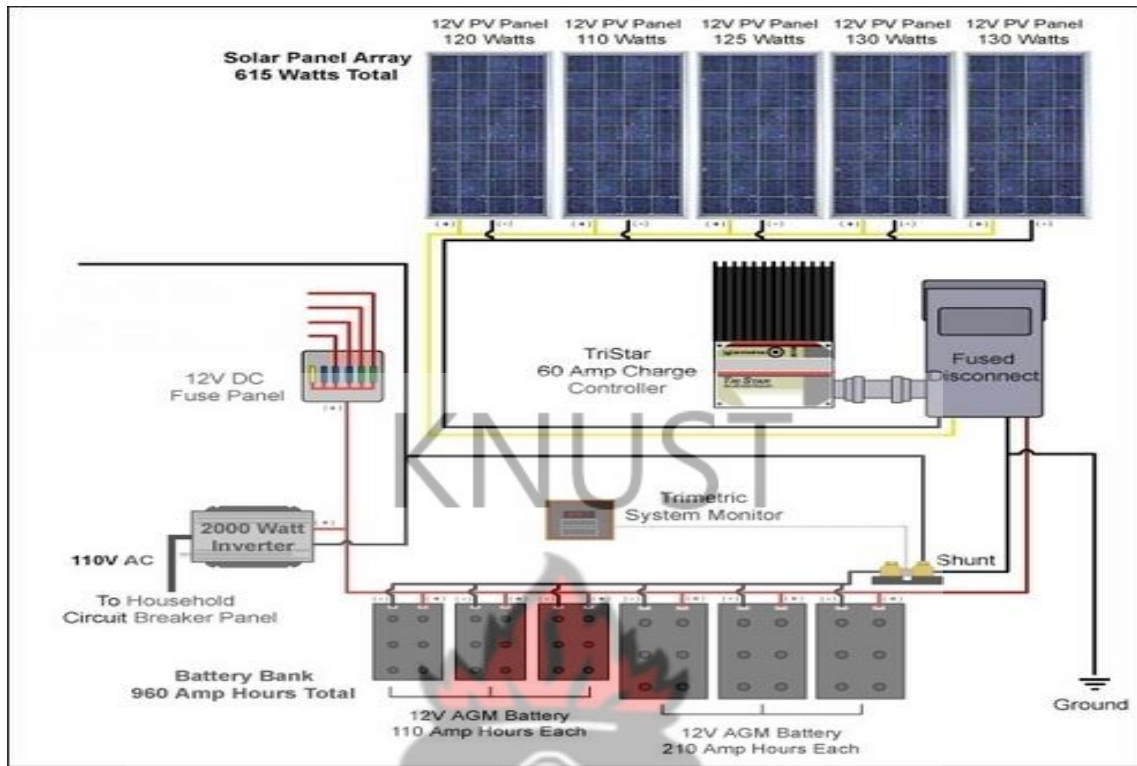 12V PV Panel
120 Watts
12V PV Panel
110 Watts
12V PV Panel
125 Watts
12V PV Panel
130 Watts
12V PV Panel
130 Watts
Solar Panel Array
615 Watts Total
(+) (-) (+) (-) (+) (-) (+) (-) (+) (-)
12V DC
Fuse Panel
(+)
TriStar
60 Amp Charge
Controller
TRISTAR
Fused
Disconnect
KNUST
Trimetric
System Monitor
2000 Watt
Inverter
(+)
110V AC
To Household
Circuit Breaker Panel
Shunt
(-) (+) (-) (+) (-) (+) (-) (+) (-) (+) (-) (+)
Battery Bank
960 Amp Hours Total
12V AGM Battery
110 Amp Hours Each
12V AGM Battery
210 Amp Hours Each
Ground